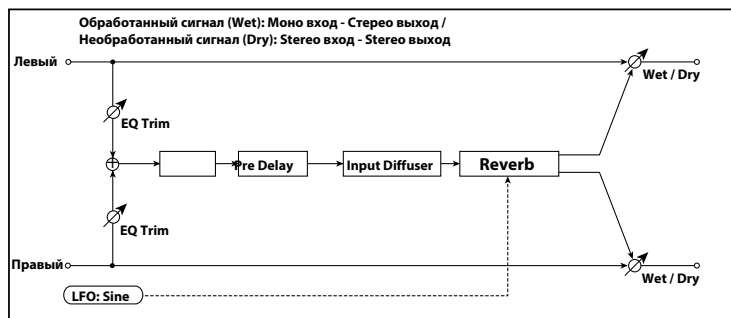 Обработанный сигнал (Wet): Моно вход - Стерео выход /
Необработанный сигнал (Dry): Stereo вход - Stereo выход
Левый
Wet / Dry
EQ Trim
Pre Delay
Input Diffuser
Reverb
EQ Trim
Правый
Wet / Dry
LFO: Sine